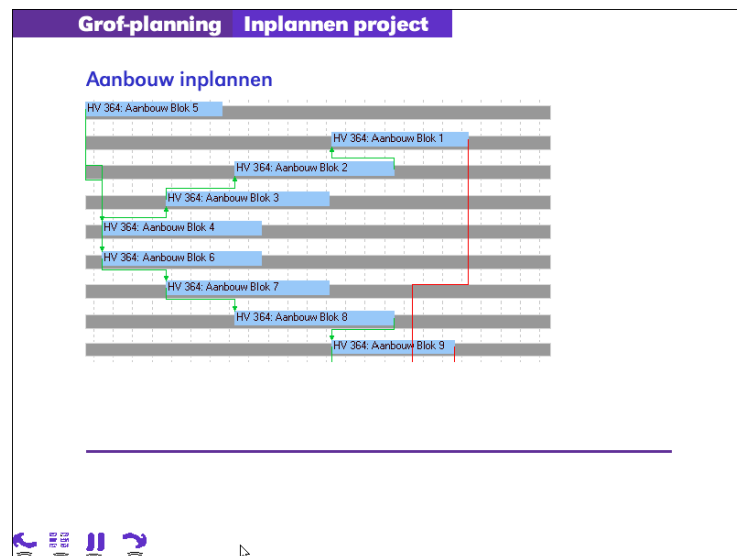 Grof-planning Inplannen project
Aanbouw inplannen
HV 364: Aanbouw Blok 5
HV 364: Aanbouw Blok 1
HV 364: Aanbouw Blok 2
HV 364: Aanbouw Blok 3
HV 364: Aanbouw Blok 4
HV 364: Aanbouw Blok 6
HV 364: Aanbouw Blok 7
HV 364: Aanbouw Blok 8
HV 364: Aanbouw Blok 9